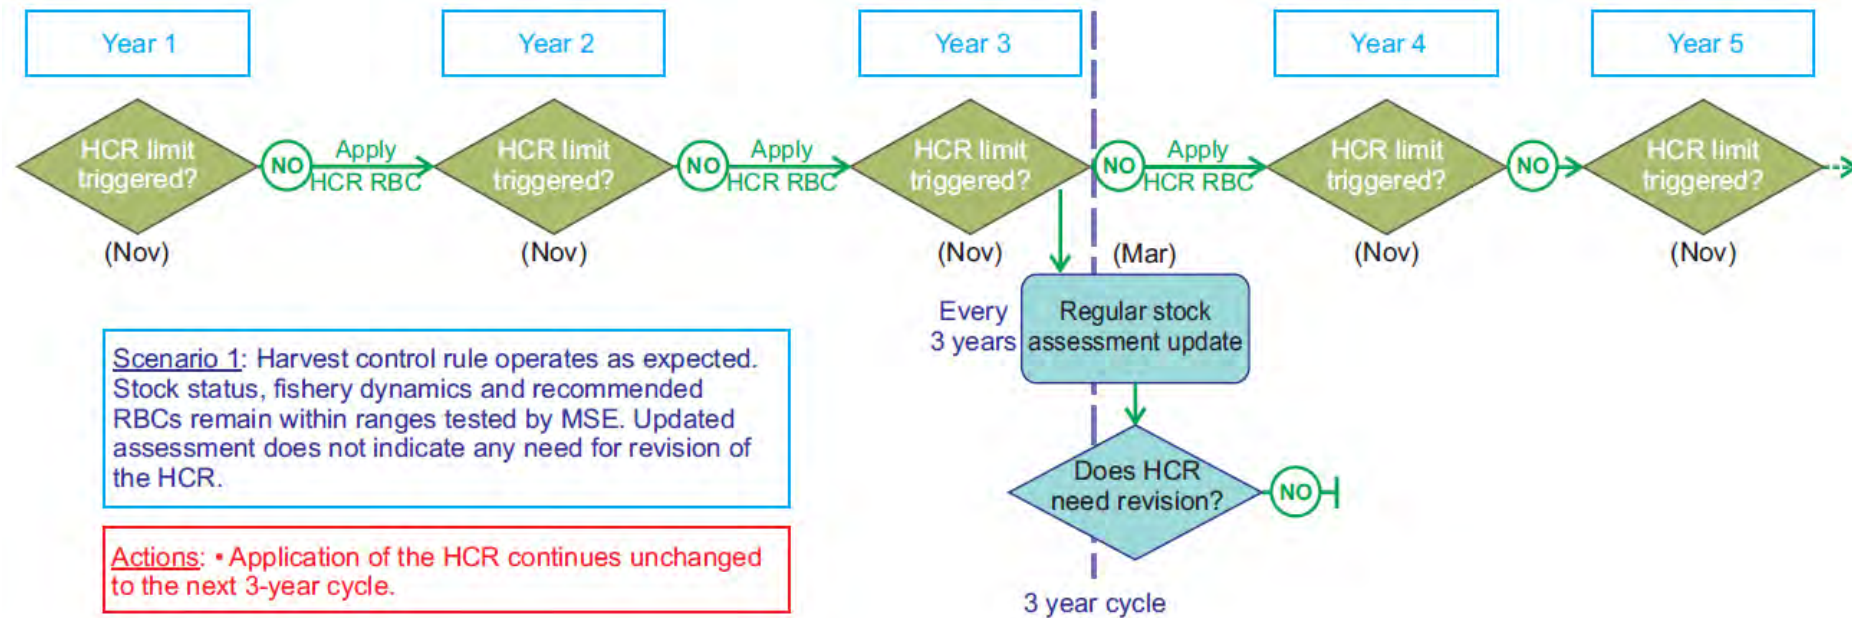 Year 1
Year 2
Year 3
Year 4
Year 5
HCR limit
triggered?
NO
Apply
HCR RBC
HCR limit
triggered?
NO
Apply
HCR RBC
HCR limit
triggered?
NO
Apply
HCR RBC
HCR limit
triggered?
NO
HCR limit
triggered?
(Nov)
(Nov)
(Nov)
(Mar)
(Nov)
(Nov)
Every
3 years
Regular stock
assessment update
Scenario 1: Harvest control rule operates as expected.
Stock status, fishery dynamics and recommended
RBCs remain within ranges tested by MSE. Updated
assessment does not indicate any need for revision of
the HCR.
Does HCR
need revision?
NO
Actions: • Application of the HCR continues unchanged
to the next 3-year cycle.
3 year cycle